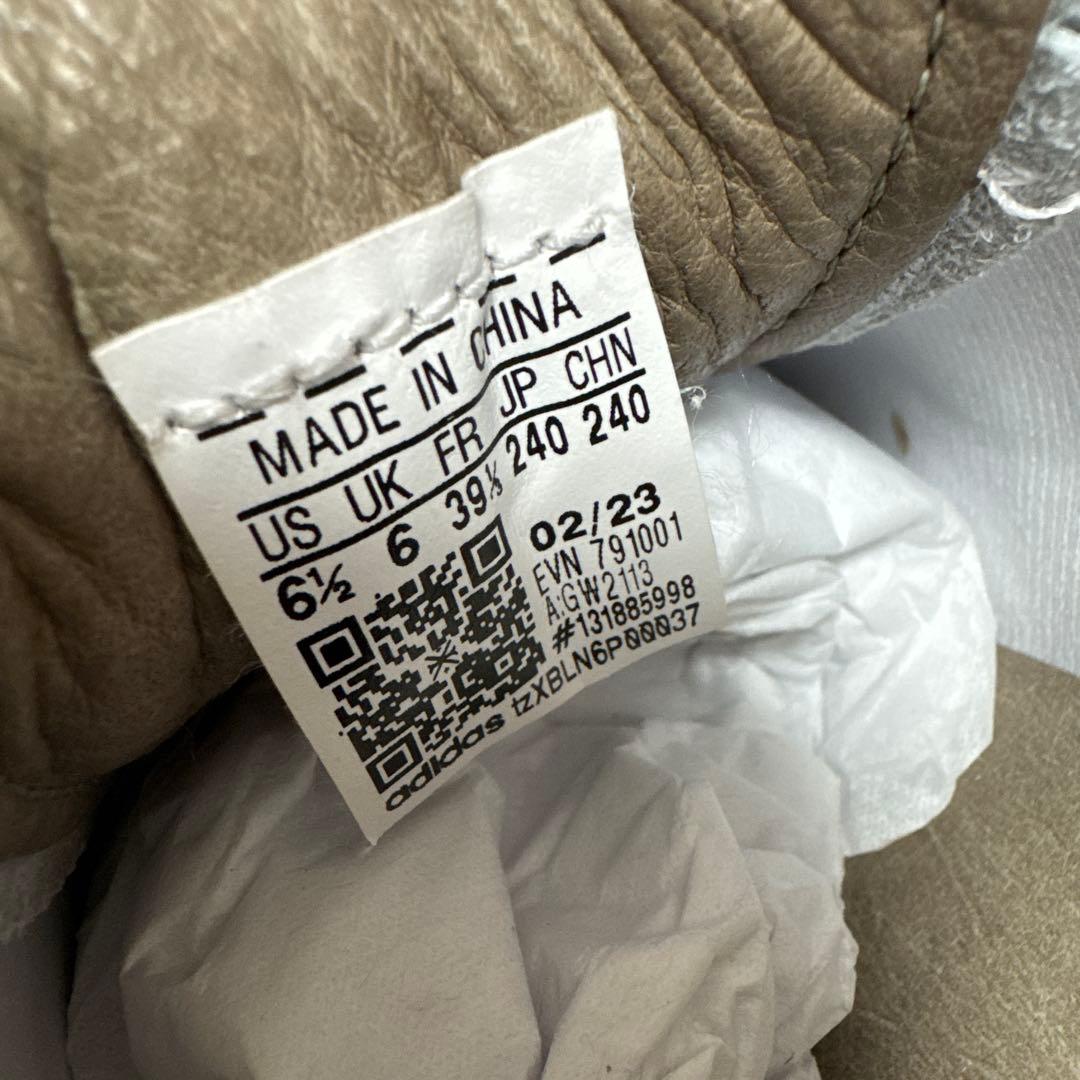 MADE IN CHINA
US UK FR JP CHN
6½ 6 39⅓ 240 240
02/23
EVN 791001
A:GW2113
#131885998
tzXBLN6P00037
adidas